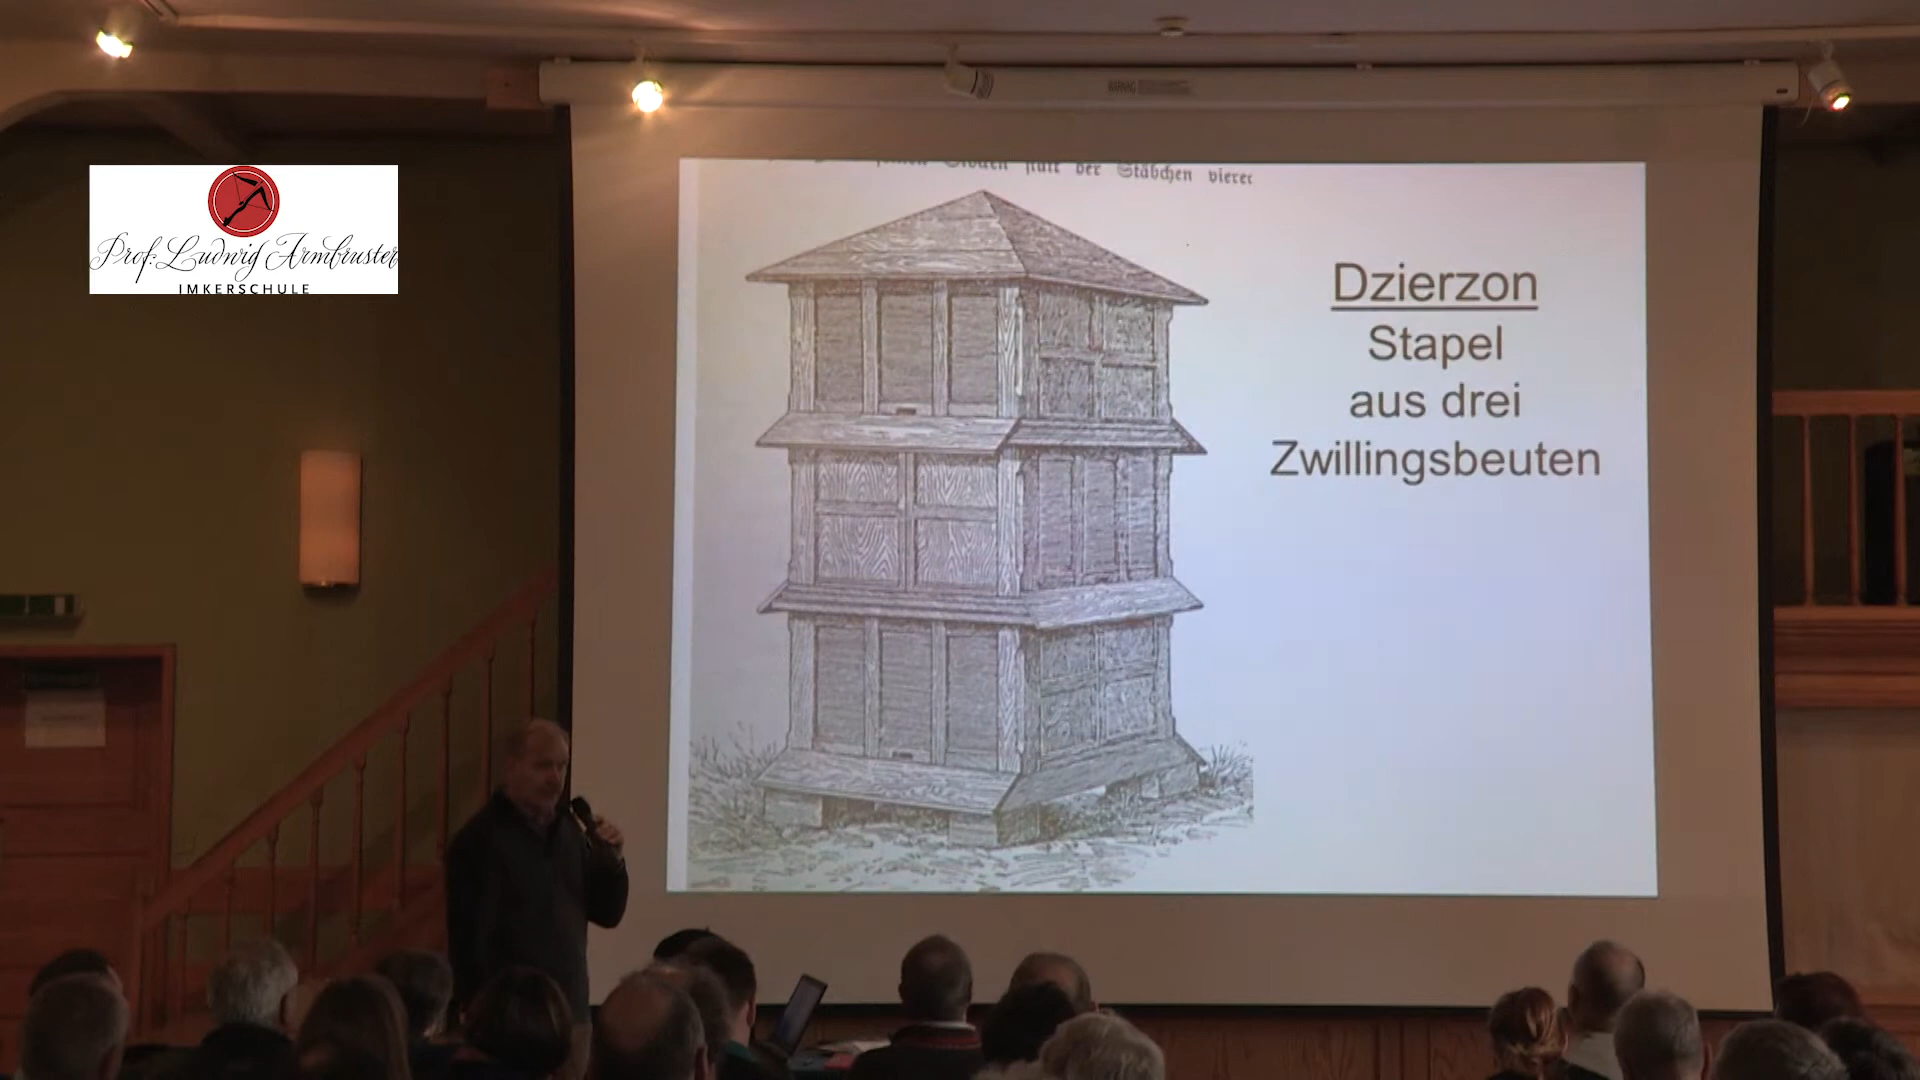 Prof. Ludwig Armbruster
IMKERSCHULE
der Stäbchen
Dzierzon
Stapel
aus drei
Zwillingsbeuten